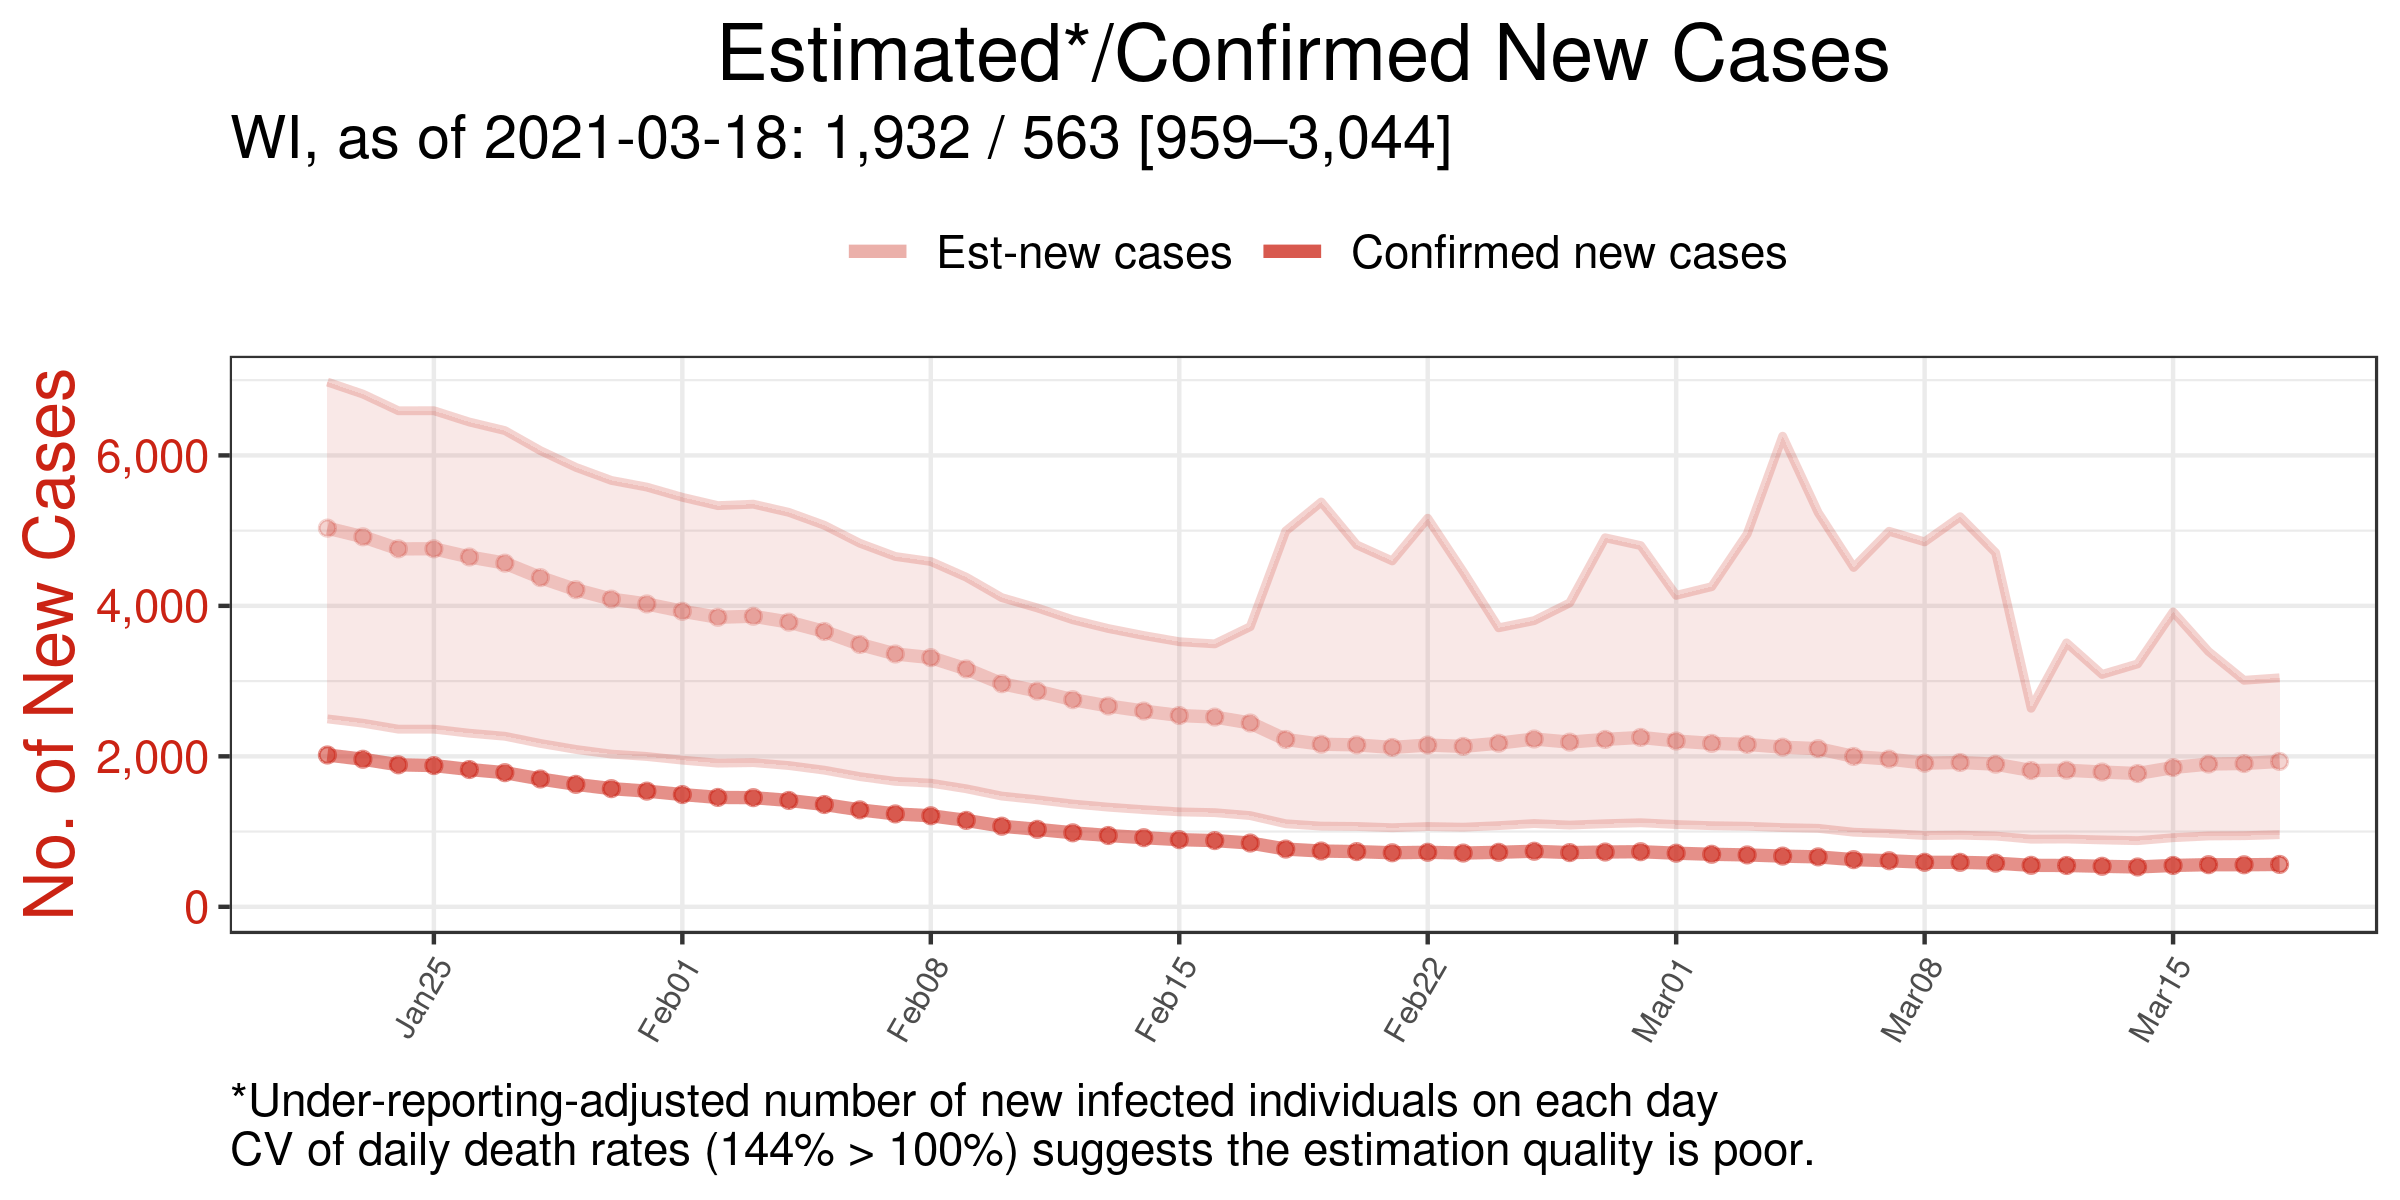 Estimated*/Confirmed New Cases
WI, as of 2021-03-18: 1,932 / 563 [959–3,044]
Est-new cases Confirmed new cases
No. of New Cases
6,000
4,000
2,000
0
Jan25 Feb01 Feb08 Feb15 Feb22 Mar01 Mar08 Mar15
*Under-reporting-adjusted number of new infected individuals on each day
CV of daily death rates (144% > 100%) suggests the estimation quality is poor.